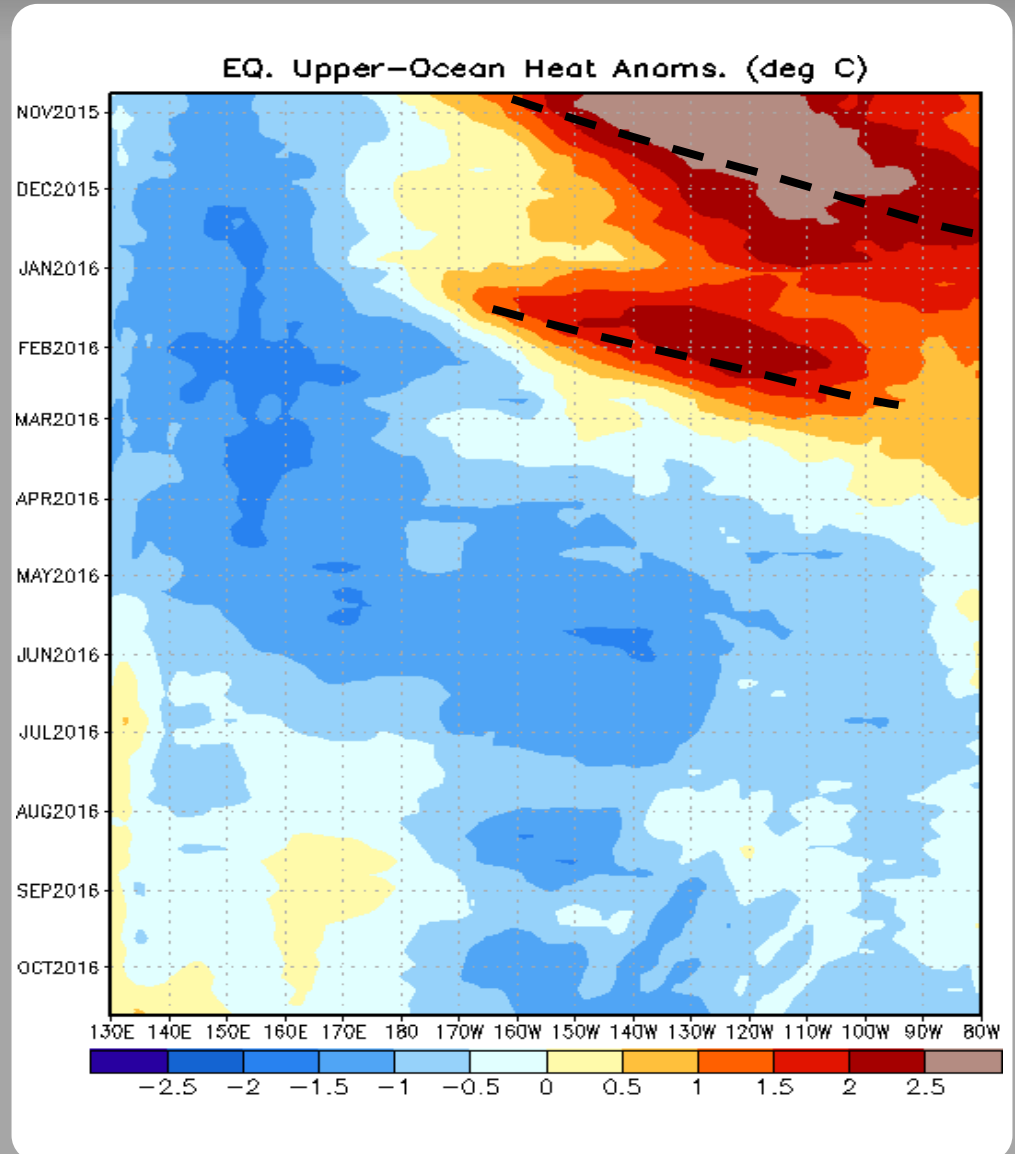 EQ. Upper-Ocean Heat Anoms. (deg C)
NOV2015
DEC2015
JAN2016
FEB2016
MAR2016
APR2016
MAY2016
JUN2016
JUL2016
AUG2016
SEP2016
OCT2016
130E 140E 150E 160E 170E 180 170W 160W 150W 140W 130W 120W 110W 100W 90W 80W
-2.5 -2 -1.5 -1 -0.5 0 0.5 1 1.5 2 2.5